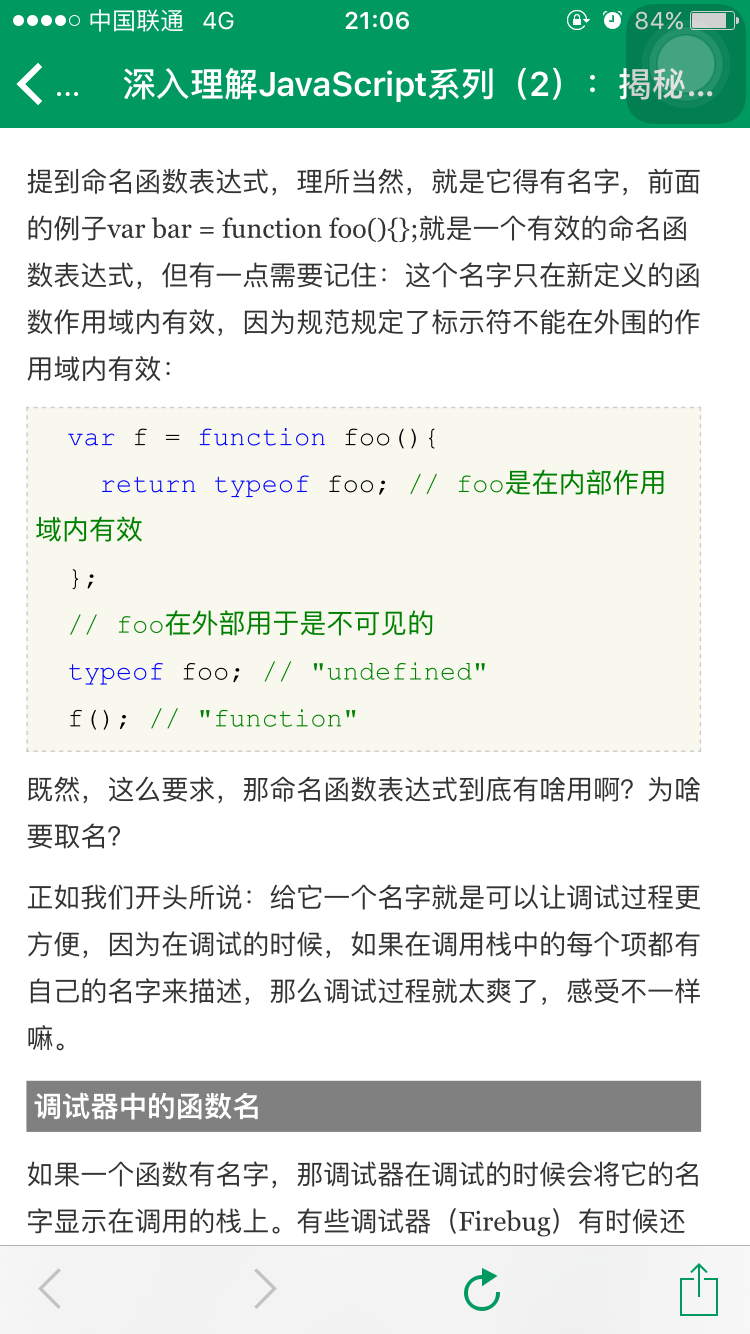 中国联通 4G 21:06 84%
... 深入理解JavaScript系列（2）：揭秘...
提到命名函数表达式，理所当然，就是它得有名字，前面
的例子var bar = function foo(){};就是一个有效的命名函
数表达式，但有一点需要记住：这个名字只在新定义的函
数作用域内有效，因为规范规定了标示符不能在外围的作
用域内有效：
var f = function foo(){
return typeof foo; // foo是在内部作用
域内有效
};
// foo在外部用于是不可见的
typeof foo; // "undefined"
f(); // "function"
既然，这么要求，那命名函数表达式到底有啥用啊？为啥
要取名？
正如我们开头所说：给它一个名字就是可以让调试过程更
方便，因为在调试的时候，如果在调用栈中的每个项都有
自己的名字来描述，那么调试过程就太爽了，感受不一样
嘛。
调试器中的函数名
如果一个函数有名字，那调试器在调试的时候会将它的名
字显示在调用的栈上。有些调试器（Firebug）有时候还